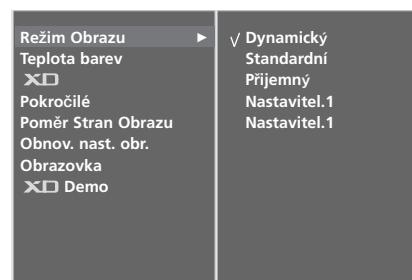 Režim Obrazu
Teplota barev
XD
Pokročilé
Poměr Stran Obrazu
Obnov. nast. obr.
Obrazovka
XD Demo
√ Dynamický
Standardní
Přijemný
Nastavitel.1
Nastavitel.1